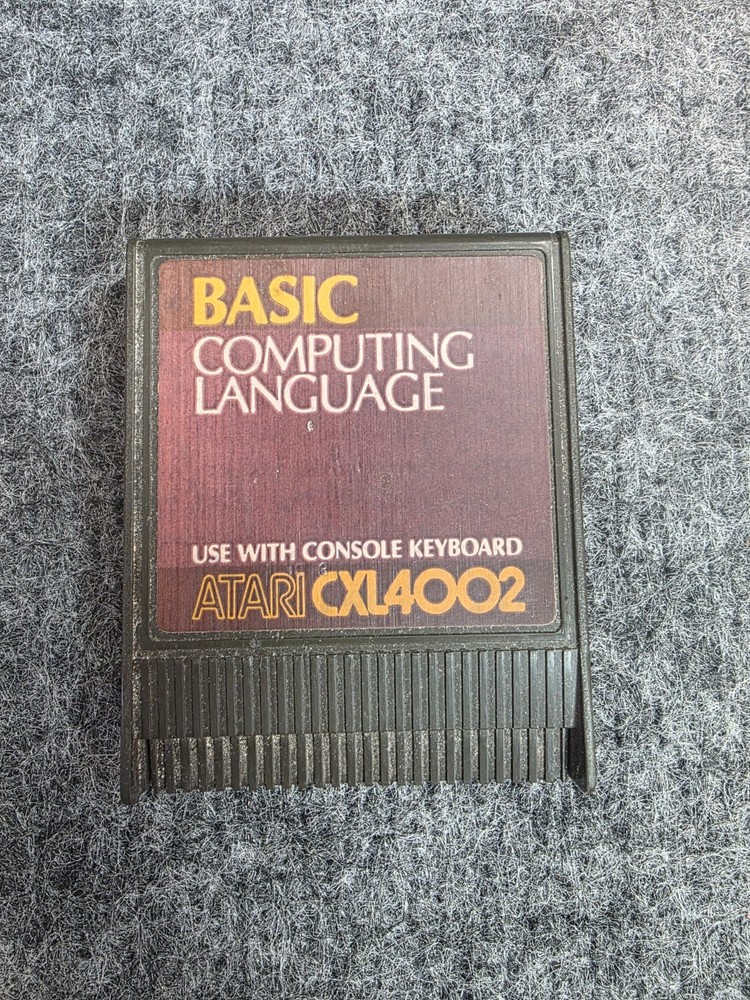 BASIC
COMPUTING
LANGUAGE
USE WITH CONSOLE KEYBOARD
ATARI CXL4002